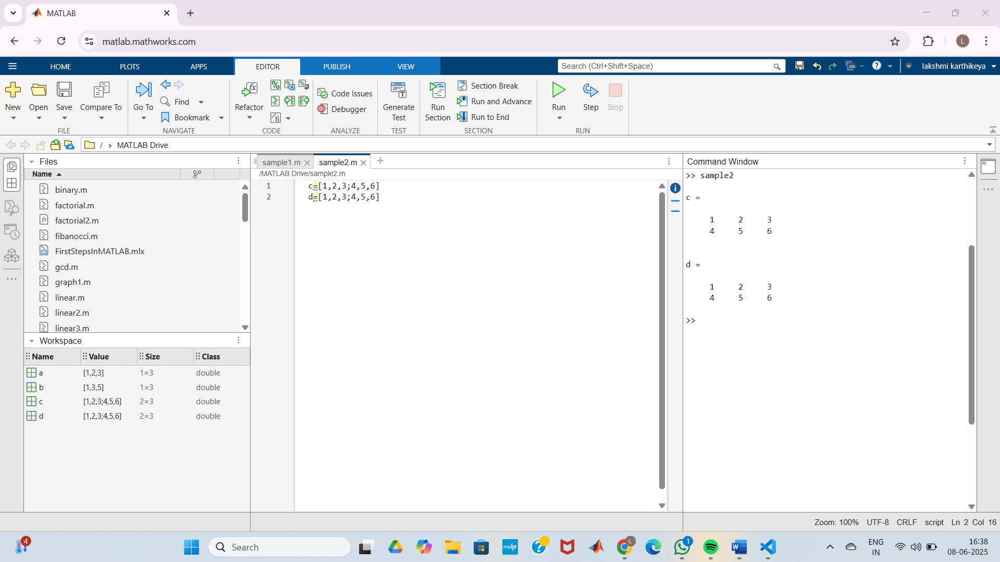 MATLAB
matlab.mathworks.com
L
HOME PLOTS APPS EDITOR PUBLISH VIEW Search (Ctrl+Shift+Space) lakshmi karthikeya
New Open Save Compare To Go To Find Bookmark Refactor Code Issues Debugger Generate Test Run Section Section Break Run and Advance Run to End Run Step Stop
FILE NAVIGATE CODE ANALYZE TEST SECTION RUN
/ › MATLAB Drive
Files
Name
binary.m
factorial.m
factorial2.m
fibanocci.m
FirstStepsInMATLAB.mlx
gcd.m
graph1.m
linear.m
linear2.m
linear3.m
Workspace
Name Value Size Class
a [1,2,3] 1×3 double
b [1,3,5] 1×3 double
c [1,2,3;4,5,6] 2×3 double
d [1,2,3;4,5,6] 2×3 double
sample1.m sample2.m
/MATLAB Drive/sample2.m
1 c=[1,2,3;4,5,6]
2 d=[1,2,3;4,5,6]
Command Window
>> sample2
c =
1 2 3
4 5 6
d =
1 2 3
4 5 6
>>
Zoom: 100% UTF-8 CRLF script Ln 2 Col 16
4
Search
myhp
L
1
ENG
IN
16:38
08-06-2025